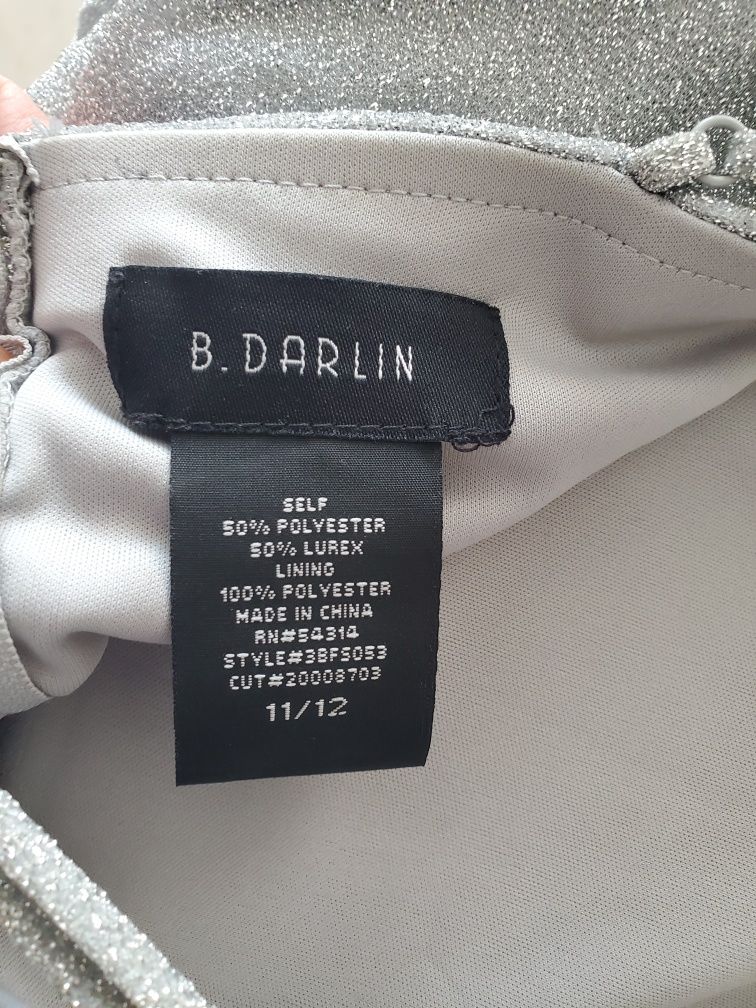 B. DARLIN
SELF
50% POLYESTER
50% LUREX
LINING
100% POLYESTER
MADE IN CHINA
RN#54314
STYLE#3BFS053
CUT#20008703
11/12